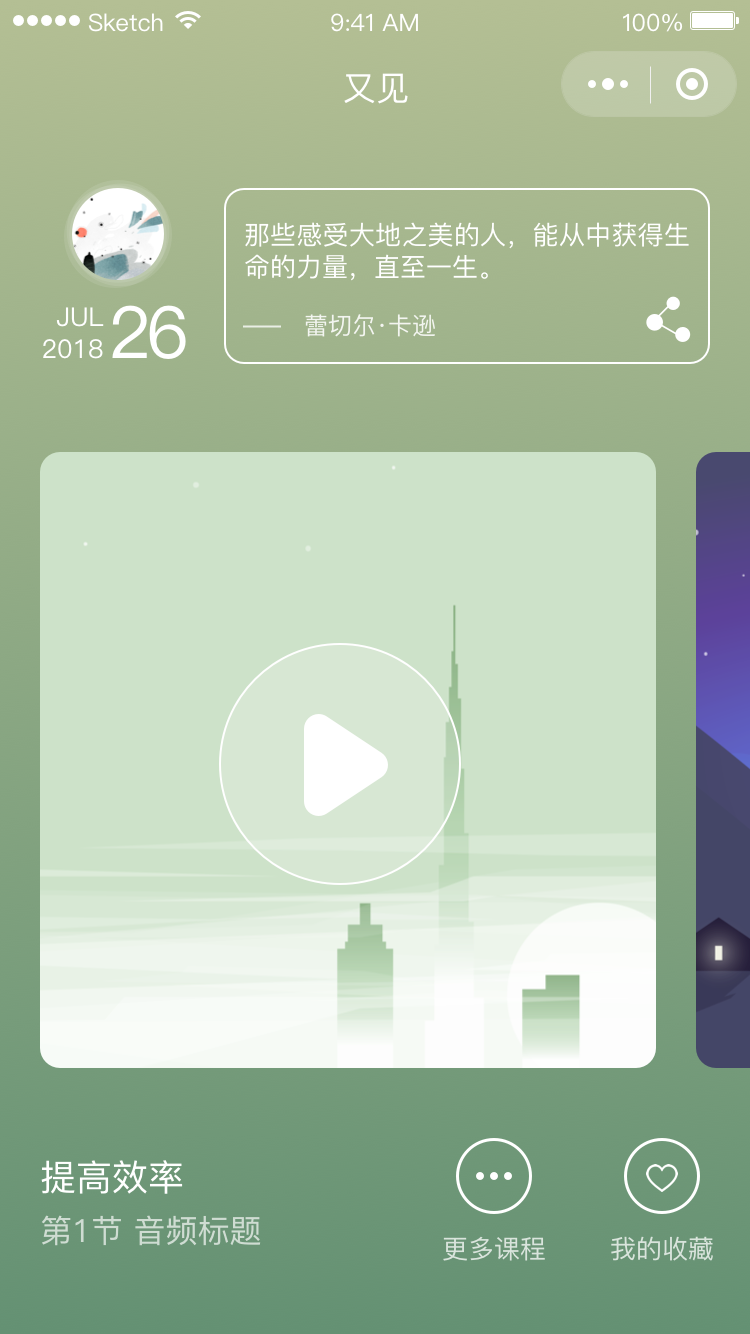 Sketch 9:41 AM 100%
又见
那些感受大地之美的人，能从中获得生
命的力量，直至一生。
—— 蕾切尔·卡逊
JUL
2018
26
提高效率
第1节 音频标题
更多课程
我的收藏